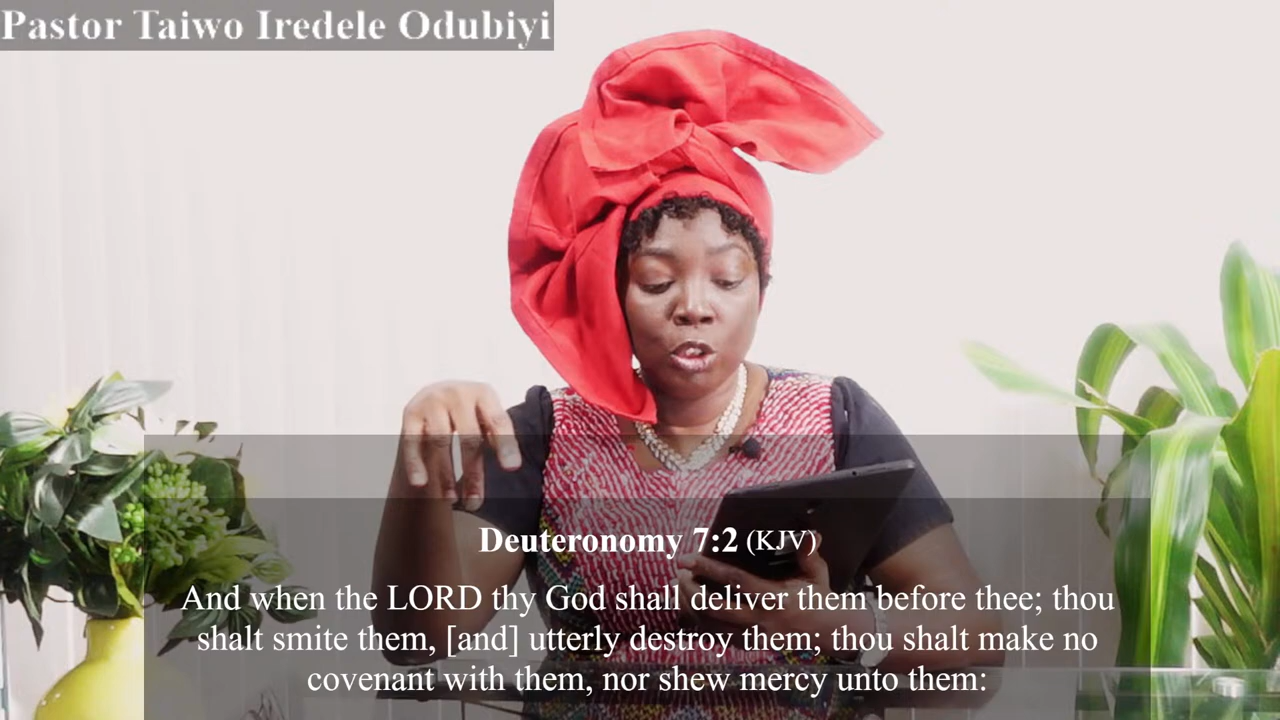 Pastor Taiwo Iredele Odubiyi
Deuteronomy 7:2 (KJV)
And when the LORD thy God shall deliver them before thee; thou
shalt smite them, [and] utterly destroy them; thou shalt make no
covenant with them, nor shew mercy unto them: